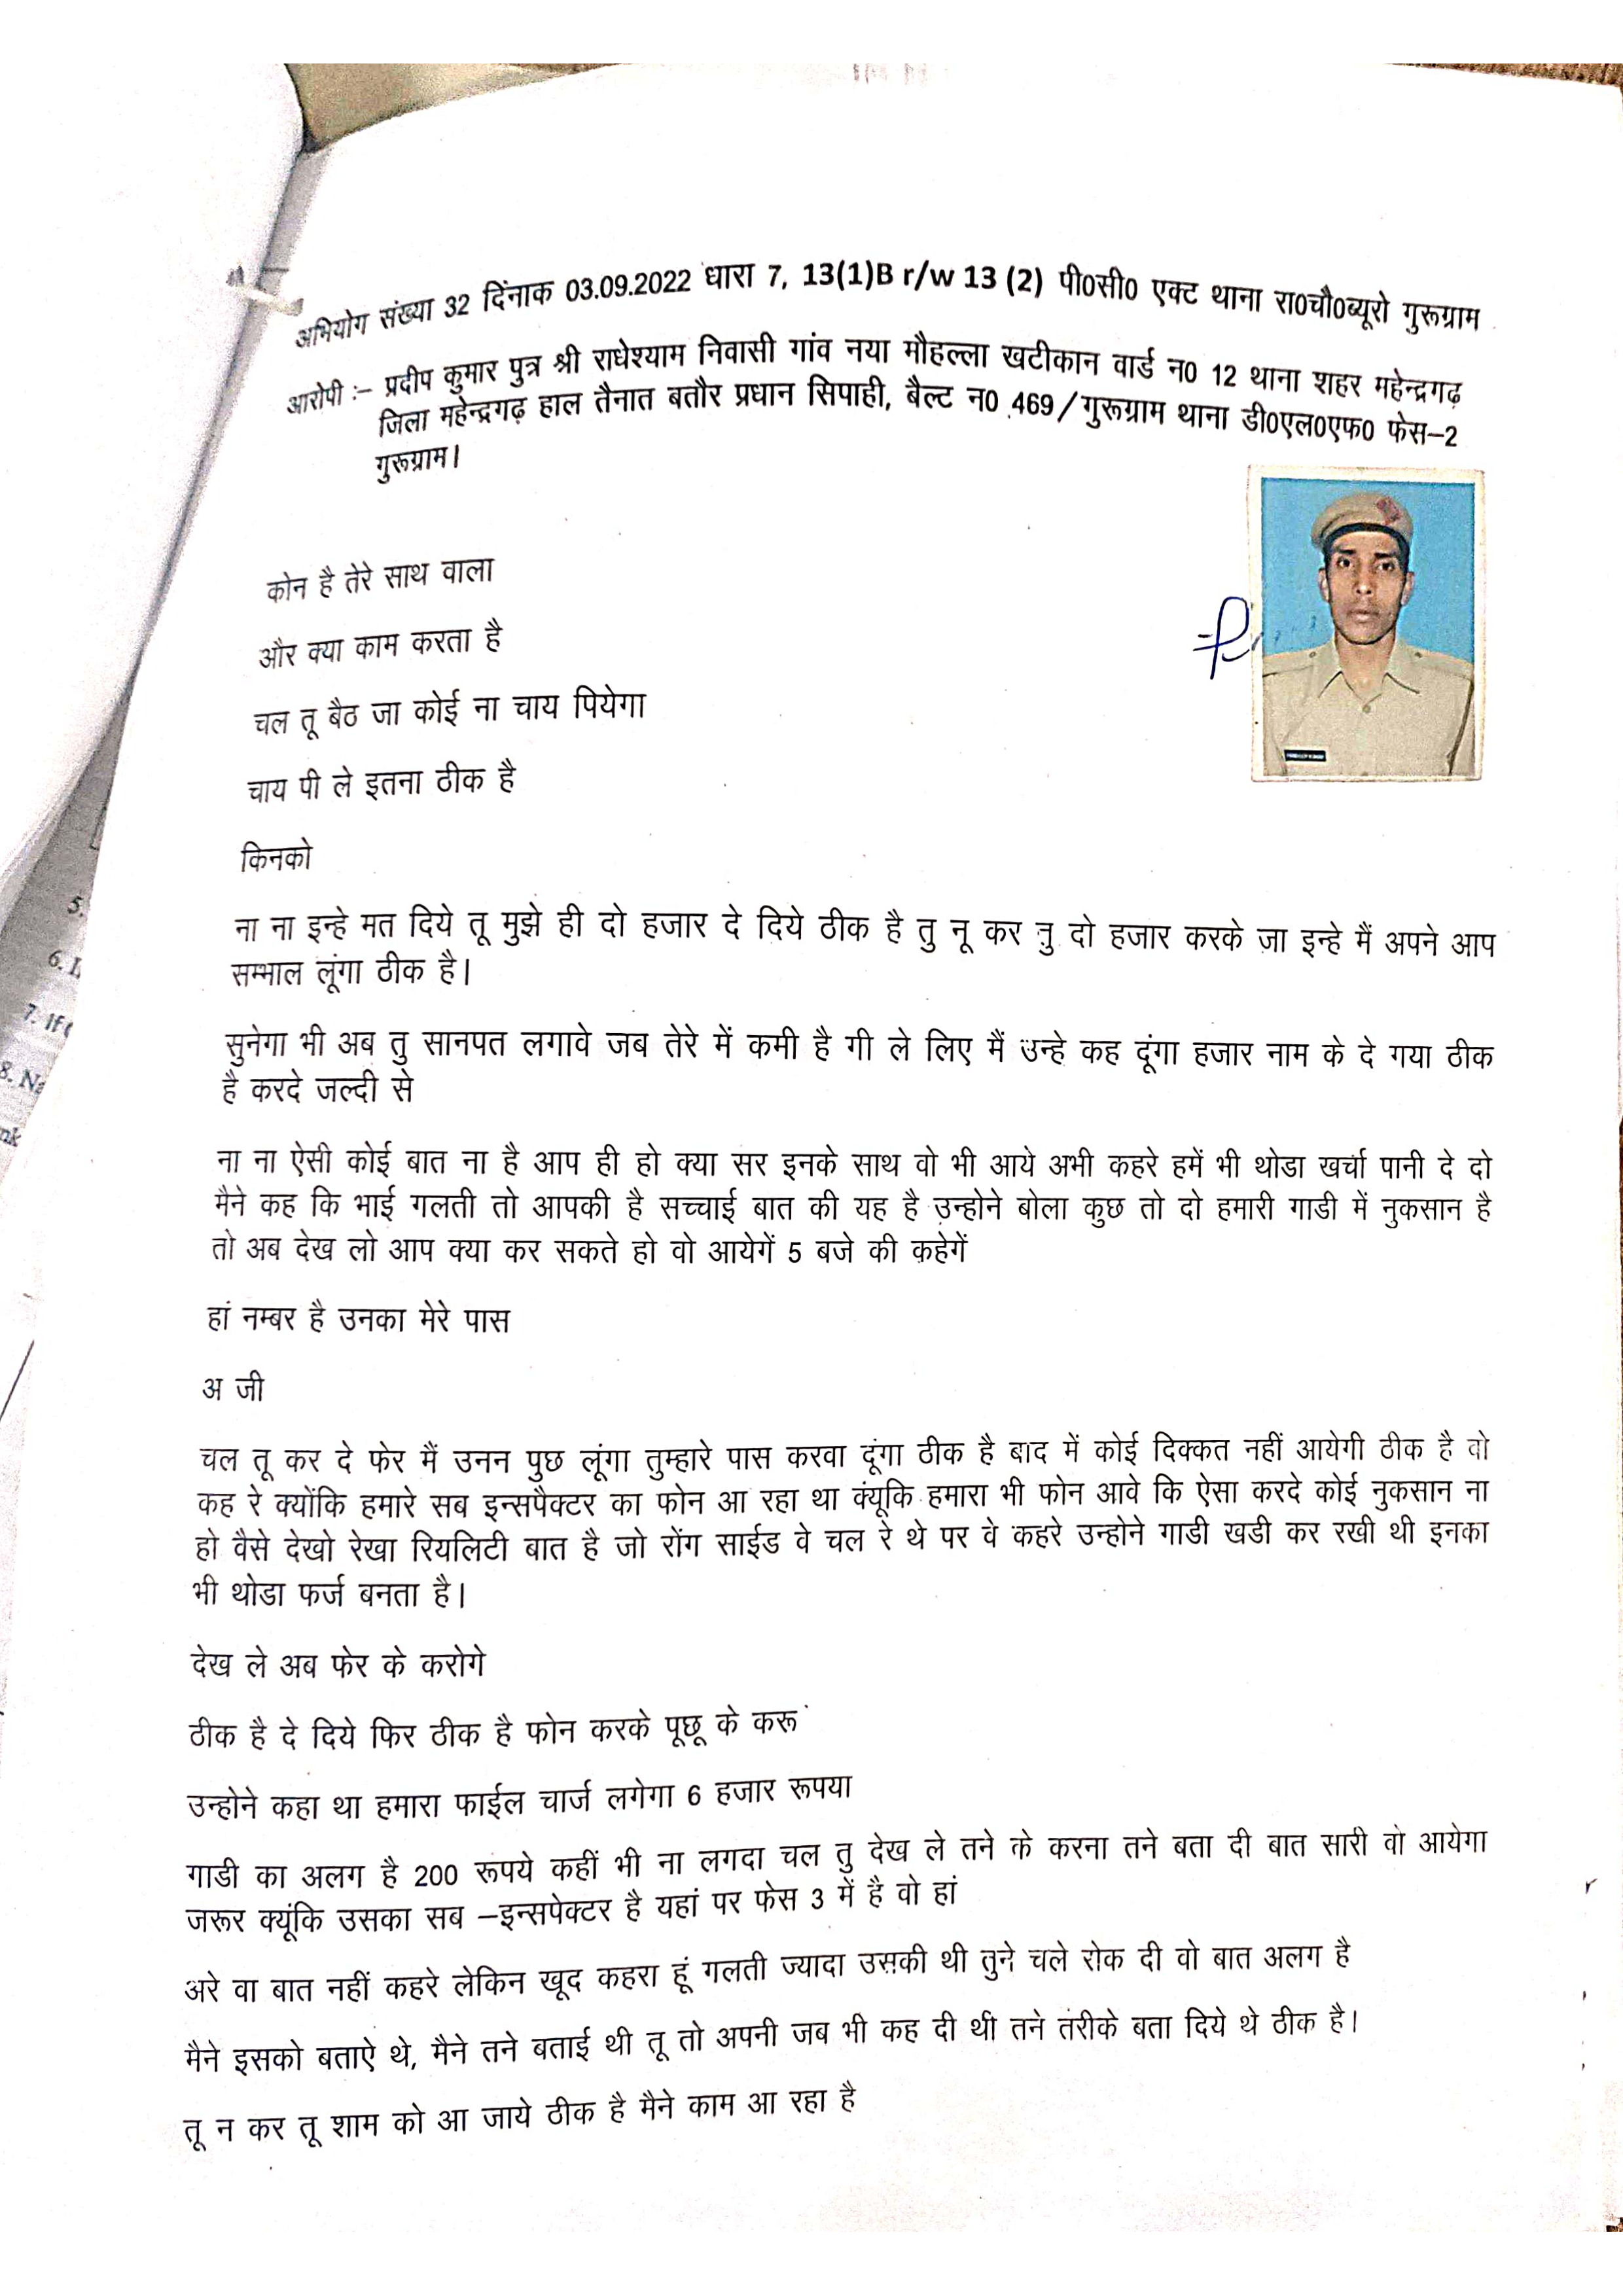 अभियोग संख्या 32 दिंनाक 03.09.2022 धारा 7, 13(1)B r/w 13 (2) पी0सी0 एक्ट थाना रा0चौ0ब्यूरो गुरूग्राम
आरोपी :– प्रदीप कुमार पुत्र श्री राधेश्याम निवासी गांव नया मौहल्ला खटीकान वार्ड न0 12 थाना शहर महेन्द्रगढ़
जिला महेन्द्रगढ़ हाल तैनात बतौर प्रधान सिपाही, बैल्ट न0 469/गुरूग्राम थाना डी0एल0एफ0 फेस–2
गुरूग्राम।
कोन है तेरे साथ वाला
और क्या काम करता है
चल तू बैठ जा कोई ना चाय पियेगा
चाय पी ले इतना ठीक है
किनको
ना ना इन्हे मत दिये तू मुझे ही दो हजार दे दिये ठीक है तु नू कर नु दो हजार करके जा इन्हे मैं अपने आप
सम्भाल लूंगा ठीक है।
सुनेगा भी अब तु सानपत लगावे जब तेरे में कमी है गी ले लिए मैं उन्हे कह दूंगा हजार नाम के दे गया ठीक
है करदे जल्दी से
ना ना ऐसी कोई बात ना है आप ही हो क्या सर इनके साथ वो भी आये अभी कहरे हमें भी थोडा खर्चा पानी दे दो
मैने कह कि भाई गलती तो आपकी है सच्चाई बात की यह है उन्होने बोला कुछ तो दो हमारी गाडी में नुकसान है
तो अब देख लो आप क्या कर सकते हो वो आयेगें 5 बजे की कहेगें
हां नम्बर है उनका मेरे पास
अ जी
चल तू कर दे फेर मैं उनन पुछ लूंगा तुम्हारे पास करवा दूंगा ठीक है बाद में कोई दिक्कत नहीं आयेगी ठीक है वो
कह रे क्योंकि हमारे सब इन्सपैक्टर का फोन आ रहा था क्यूंकि हमारा भी फोन आवे कि ऐसा करदे कोई नुकसान ना
हो वैसे देखो रेखा रियलिटी बात है जो रोंग साईड वे चल रे थे पर वे कहरे उन्होने गाडी खडी कर रखी थी इनका
भी थोडा फर्ज बनता है।
देख ले अब फेर के करोगे
ठीक है दे दिये फिर ठीक है फोन करके पूछू के करू
उन्होने कहा था हमारा फाईल चार्ज लगेगा 6 हजार रूपया
गाडी का अलग है 200 रूपये कहीं भी ना लगदा चल तु देख ले तने के करना तने बता दी बात सारी वो आयेगा
जरूर क्यूंकि उसका सब –इन्सपेक्टर है यहां पर फेस 3 में है वो हां
अरे वा बात नहीं कहरे लेकिन खूद कहरा हूं गलती ज्यादा उसकी थी तुने चले रोक दी वो बात अलग है
मैने इसको बताऐ थे, मैने तने बताई थी तू तो अपनी जब भी कह दी थी तने तरीके बता दिये थे ठीक है।
तू न कर तू शाम को आ जाये ठीक है मैने काम आ रहा है
5.
6.
7. If
8. Na